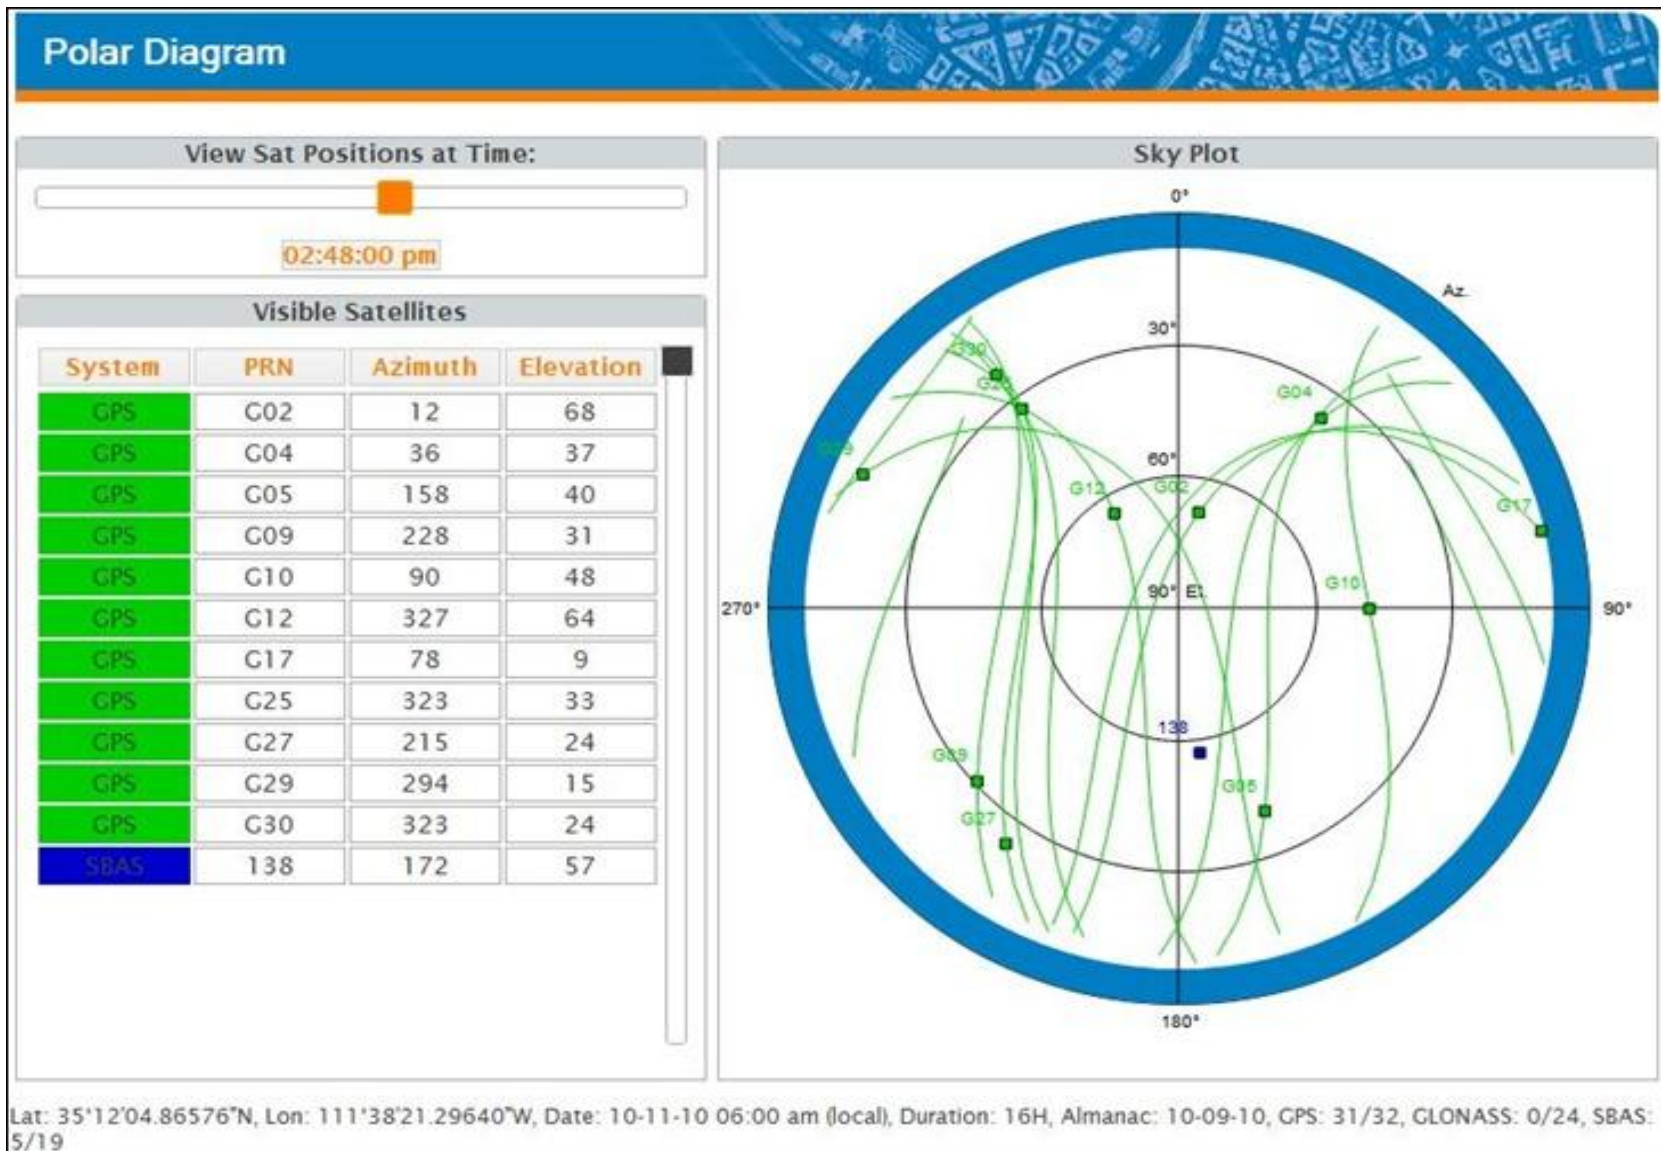 Polar Diagram
View Sat Positions at Time:
02:48:00 pm
Visible Satellites
System PRN Azimuth Elevation
GPS G02 12 68
GPS G04 36 37
GPS G05 158 40
GPS G09 228 31
GPS G10 90 48
GPS G12 327 64
GPS G17 78 9
GPS G25 323 33
GPS G27 215 24
GPS G29 294 15
GPS G30 323 24
SBAS 138 172 57
Sky Plot
0°
Az.
30°
G30
G25
G04
G29
60°
G12 G02
G17
90° El.
G10
270° 90°
138
G09
G05
G27
180°
Lat: 35°12'04.86576"N, Lon: 111°38'21.29640"W, Date: 10-11-10 06:00 am (local), Duration: 16H, Almanac: 10-09-10, GPS: 31/32, GLONASS: 0/24, SBAS:
5/19